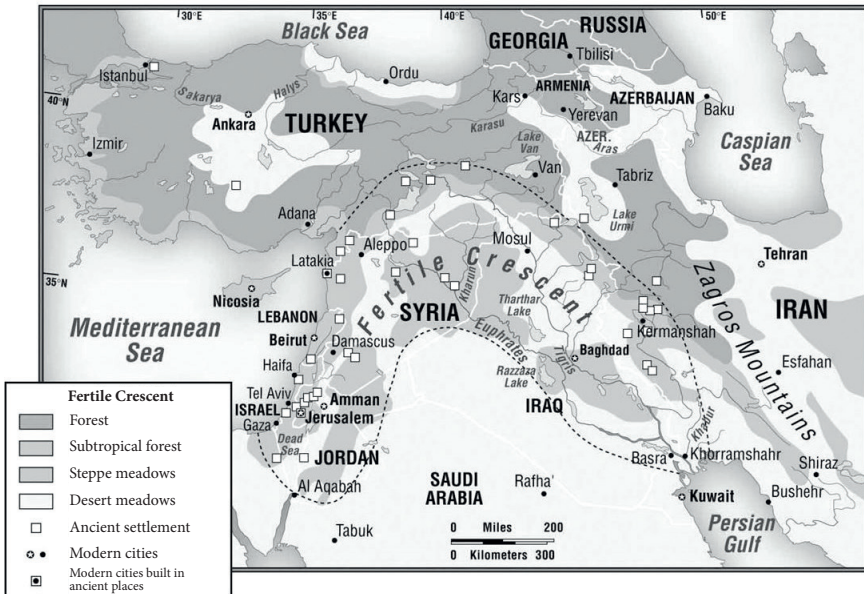 30°E
35°E
40°E
50°E
Black Sea
RUSSIA
GEORGIA
Tbilisi
Istanbul
Ordu
ARMENIA
Kars
AZERBAIJAN
Sakarya
Halys
40°N
Yerevan
Baku
Ankara
TURKEY
Karasu
AZER.
Aras
Caspian
Sea
Izmir
Lake
Van
Van
Tabriz
Adana
Lake
Urmi
Aleppo
Mosul
Tehran
Latakia
35°N
Fertile Crescent
Kharun
Zagros Mountains
Nicosia
Tharthar
Lake
IRAN
LEBANON
SYRIA
Mediterranean
Sea
Beirut
Euphrales
Kermanshah
Damascus
Tigtis
Baghdad
Haifa
Razzaza
Lake
Esfahan
Tel Aviv
Amman
ISRAEL
Jerusalem
IRAQ
Khadur
Gaza
Dead
Sea
JORDAN
Basra
Khorramshahr
SAUDI
ARABIA
Rafha'
Shiraz
Al Aqabah
Kuwait
Bushehr
Tabuk
0 Miles 200
0 Kilometers 300
Persian
Gulf
Fertile Crescent
Forest
Subtropical forest
Steppe meadows
Desert meadows
Ancient settlement
Modern cities
Modern cities built in
ancient places